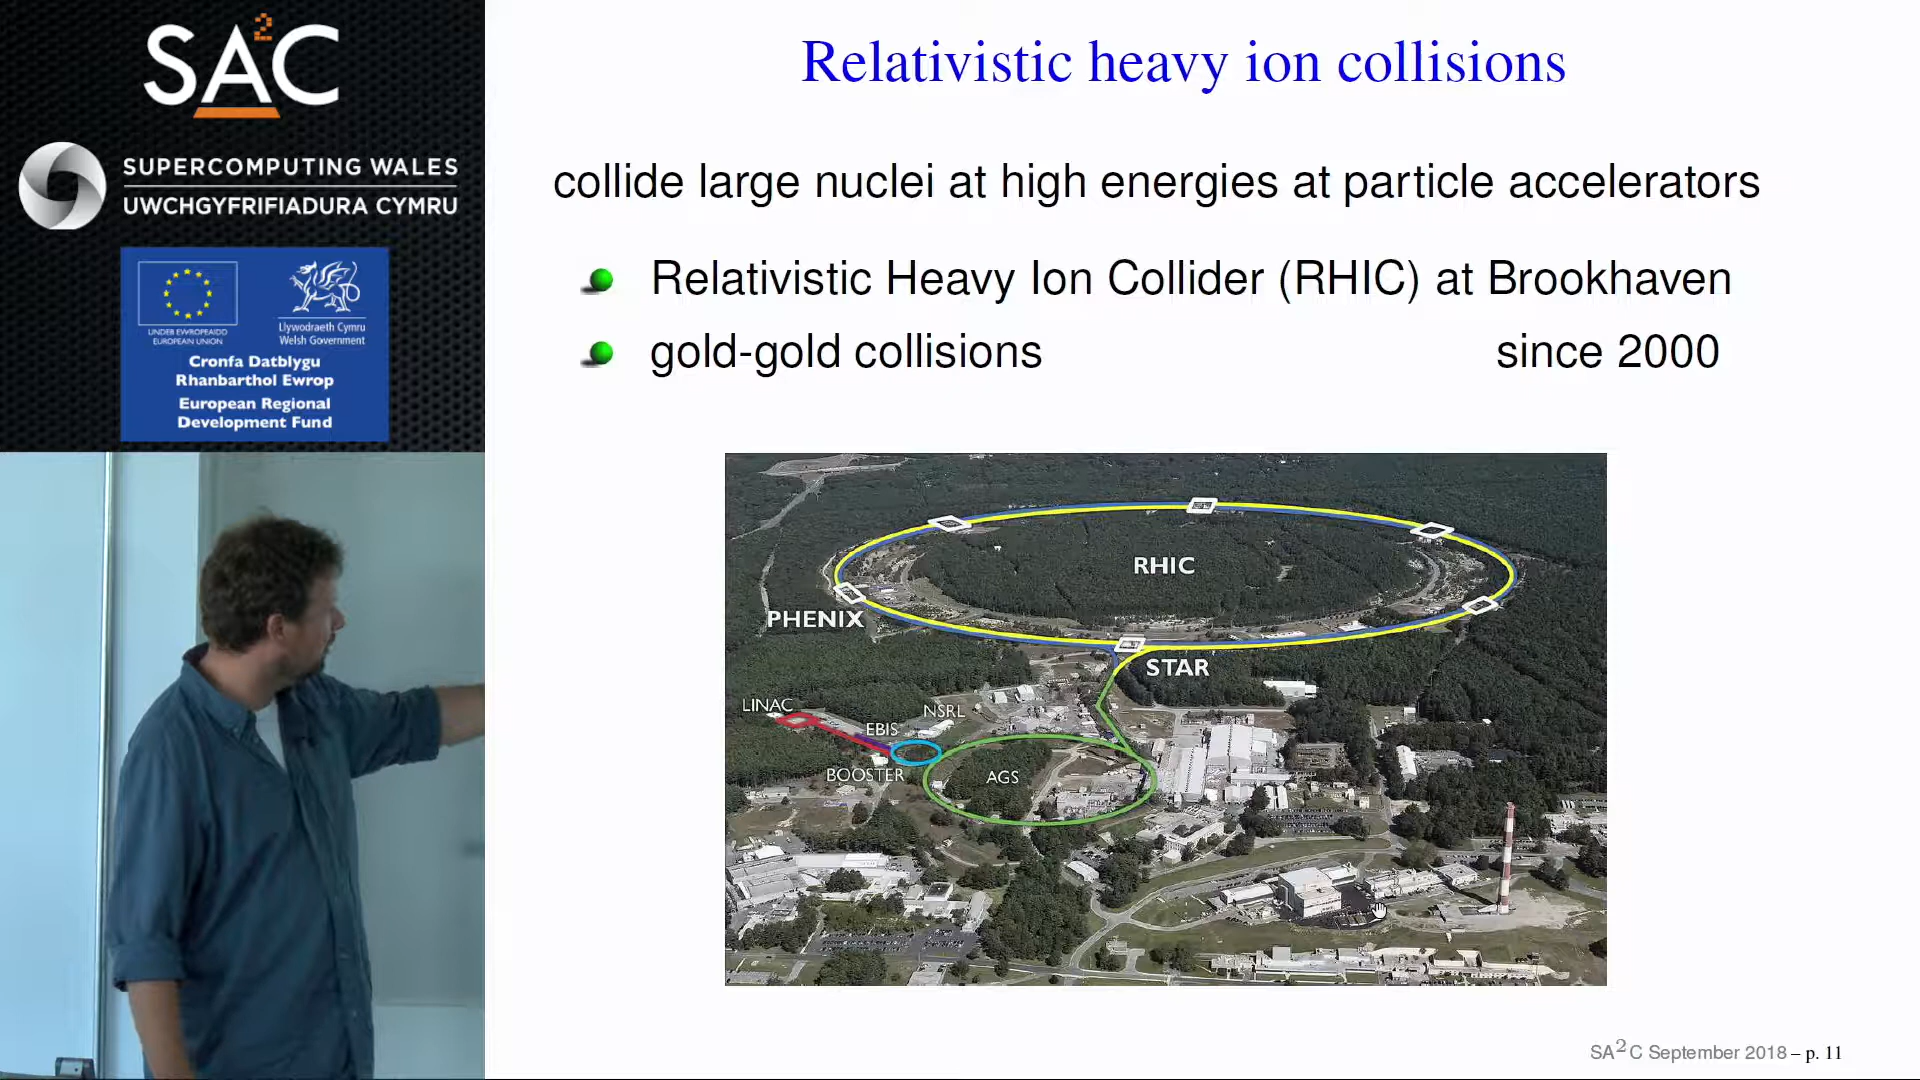 SA2C
SUPERCOMPUTING WALES
UWCHGYFRIFIADURA CYMRU
UNDEB EWROPEAIDD
EUROPEAN UNION
Llywodraeth Cymru
Welsh Government
Cronfa Datblygu
Rhanbarthol Ewrop
European Regional
Development Fund
Relativistic heavy ion collisions
collide large nuclei at high energies at particle accelerators
Relativistic Heavy Ion Collider (RHIC) at Brookhaven
gold-gold collisions since 2000
RHIC
PHENIX
STAR
LINAC
NSRL
EBIS
BOOSTER
AGS
SA2C September 2018 – p. 11